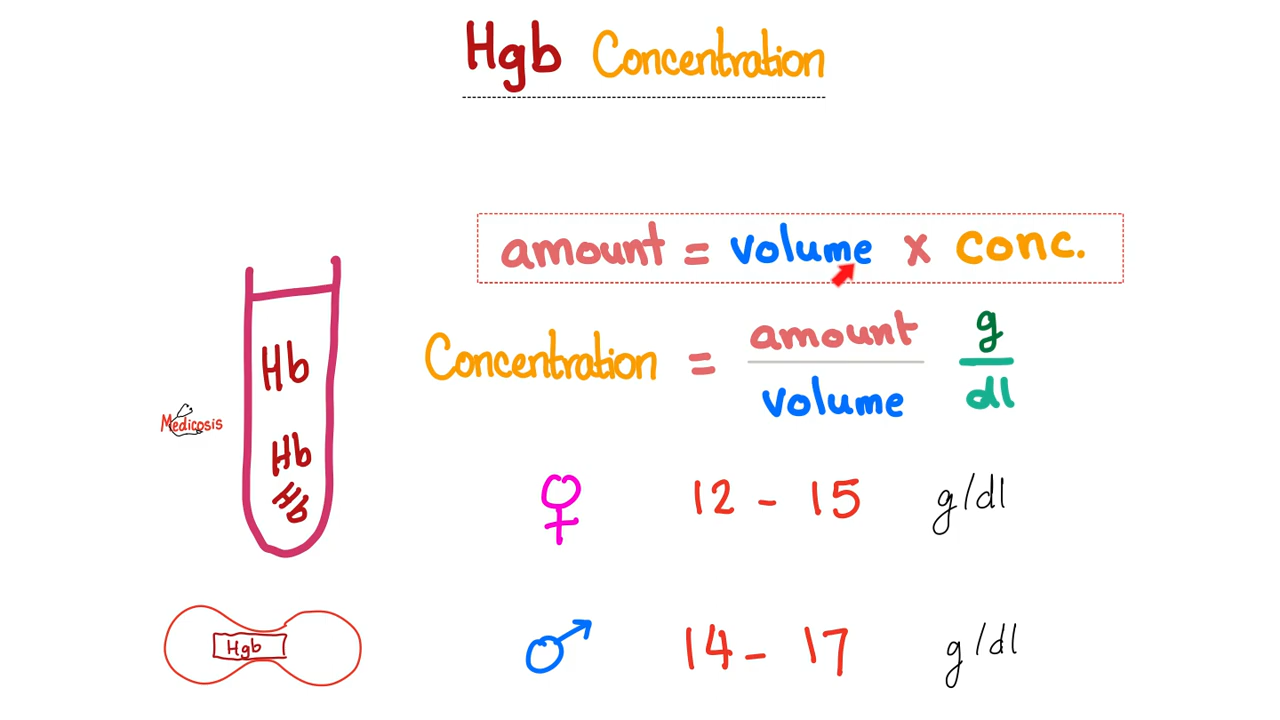 Hgb Concentration
amount = volume x conc.
Concentration = amount / volume g / dl
Hb
Hb
Hb
Medicosis
♀ 12 - 15 g/dl
Hgb
♂ 14 - 17 g/dl